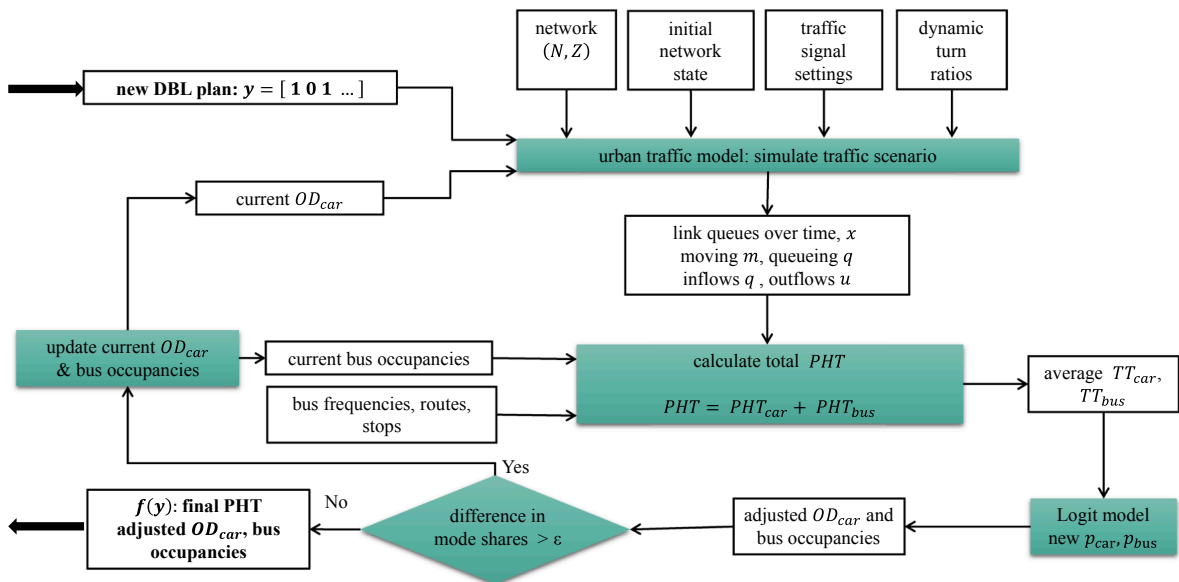 network
(N, Z)
initial
network
state
traffic
signal
settings
dynamic
turn
ratios
new DBL plan: y = [ 1 0 1 … ]
urban traffic model: simulate traffic scenario
current OD_car
link queues over time, x
moving m, queueing q
inflows q , outflows u
update current OD_car
& bus occupancies
current bus occupancies
calculate total PHT
PHT = PHT_car + PHT_bus
average TT_car,
TT_bus
bus frequencies, routes,
stops
Yes
f(y): final PHT
adjusted OD_car, bus
occupancies
No
difference in
mode shares > ε
adjusted OD_car and
bus occupancies
Logit model
new p_car, p_bus